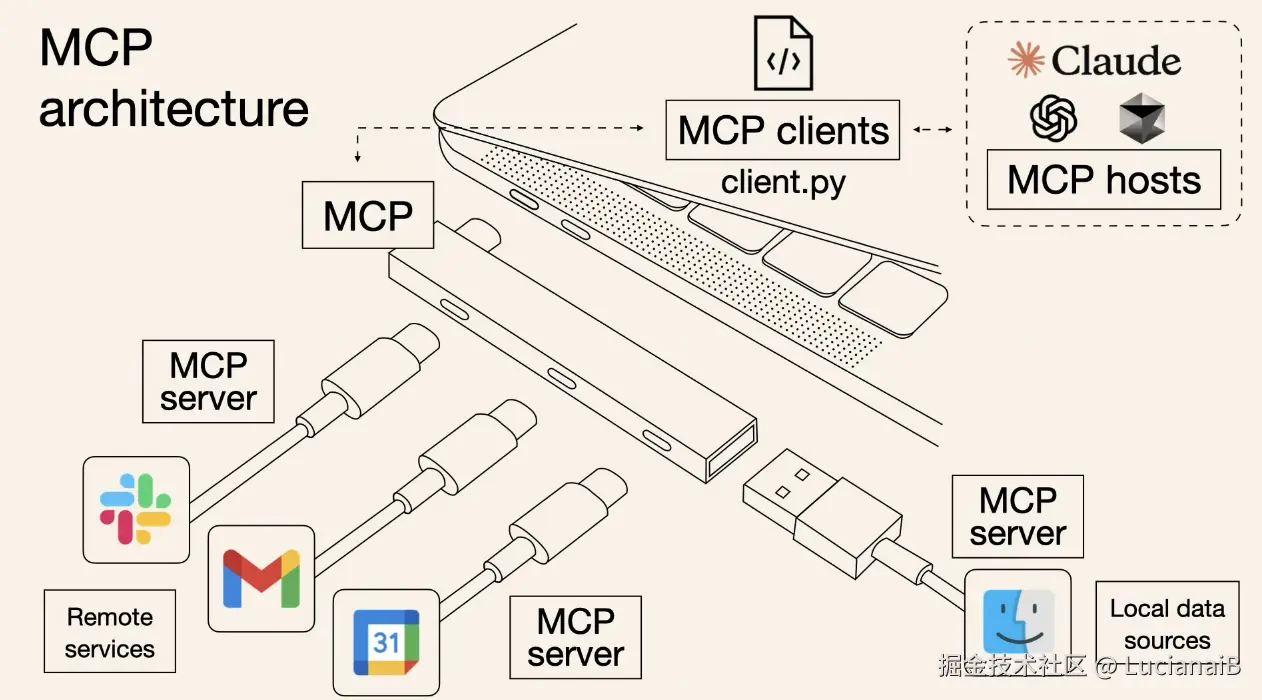 MCP
architecture
MCP clients
client.py
Claude
MCP hosts
MCP
MCP
server
31
MCP
server
MCP
server
Remote
services
Local data
sources
掘金技术社区 @ LucianaiB